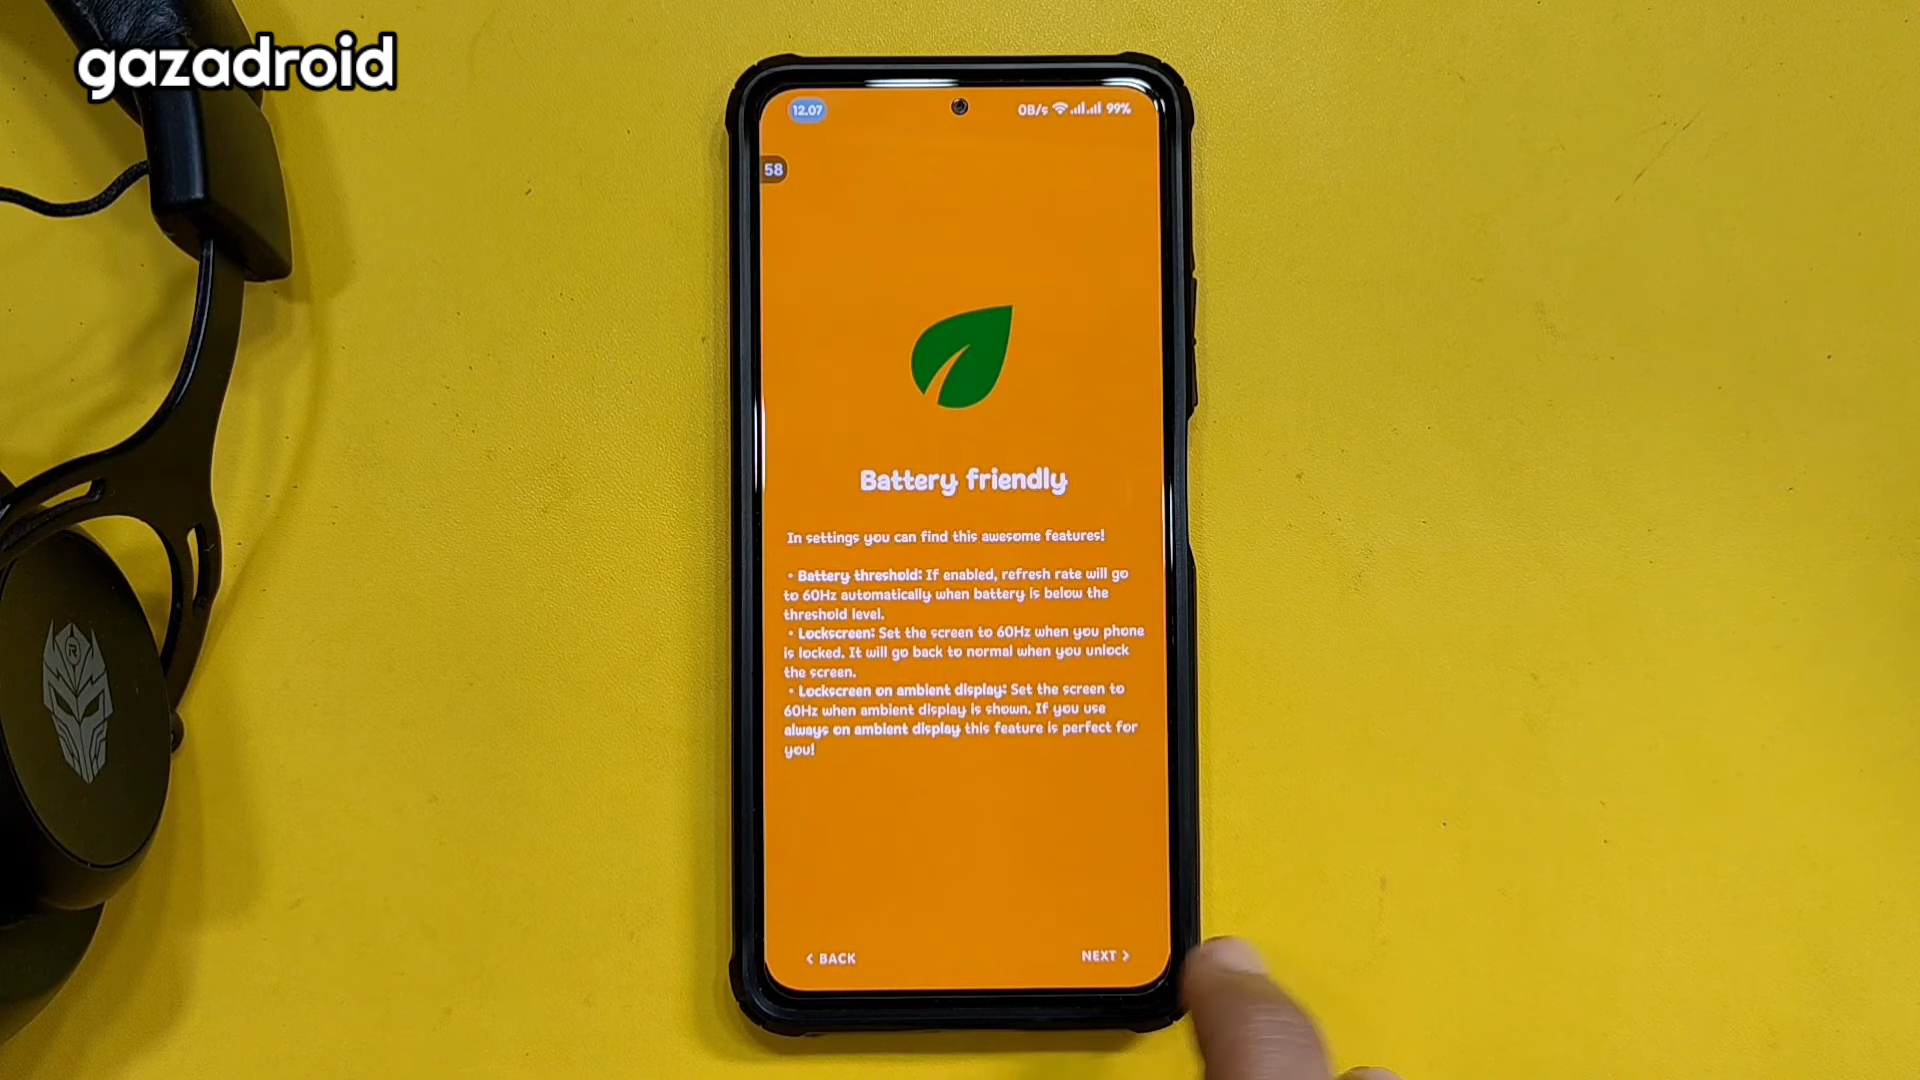 gazadroid
12.07
0B/s 99%
58
Battery friendly
In settings you can find this awesome features!
• Battery threshold: If enabled, refresh rate will go
to 60Hz automatically when battery is below the
threshold level.
• Lockscreen: Set the screen to 60Hz when you phone
is locked. It will go back to normal when you unlock
the screen.
• Lockscreen on ambient display: Set the screen to
60Hz when ambient display is shown. If you use
always on ambient display this feature is perfect for
you!
< BACK
NEXT >
R